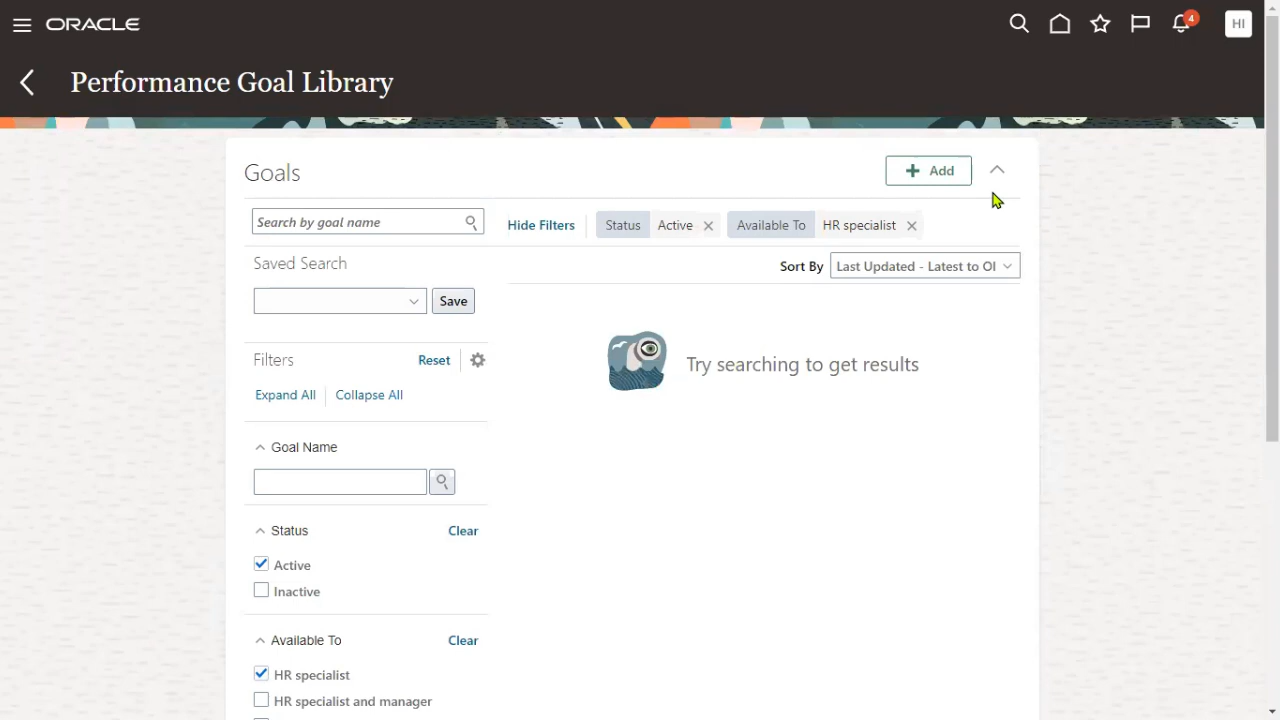 ORACLE
4
HI
Performance Goal Library
Goals
Add
Search by goal name
Hide Filters
Status Active
Available To HR specialist
Saved Search
Sort By Last Updated - Latest to Ol
Save
Filters
Reset
Try searching to get results
Expand All
Collapse All
Goal Name
Status
Clear
Active
Inactive
Available To
Clear
HR specialist
HR specialist and manager